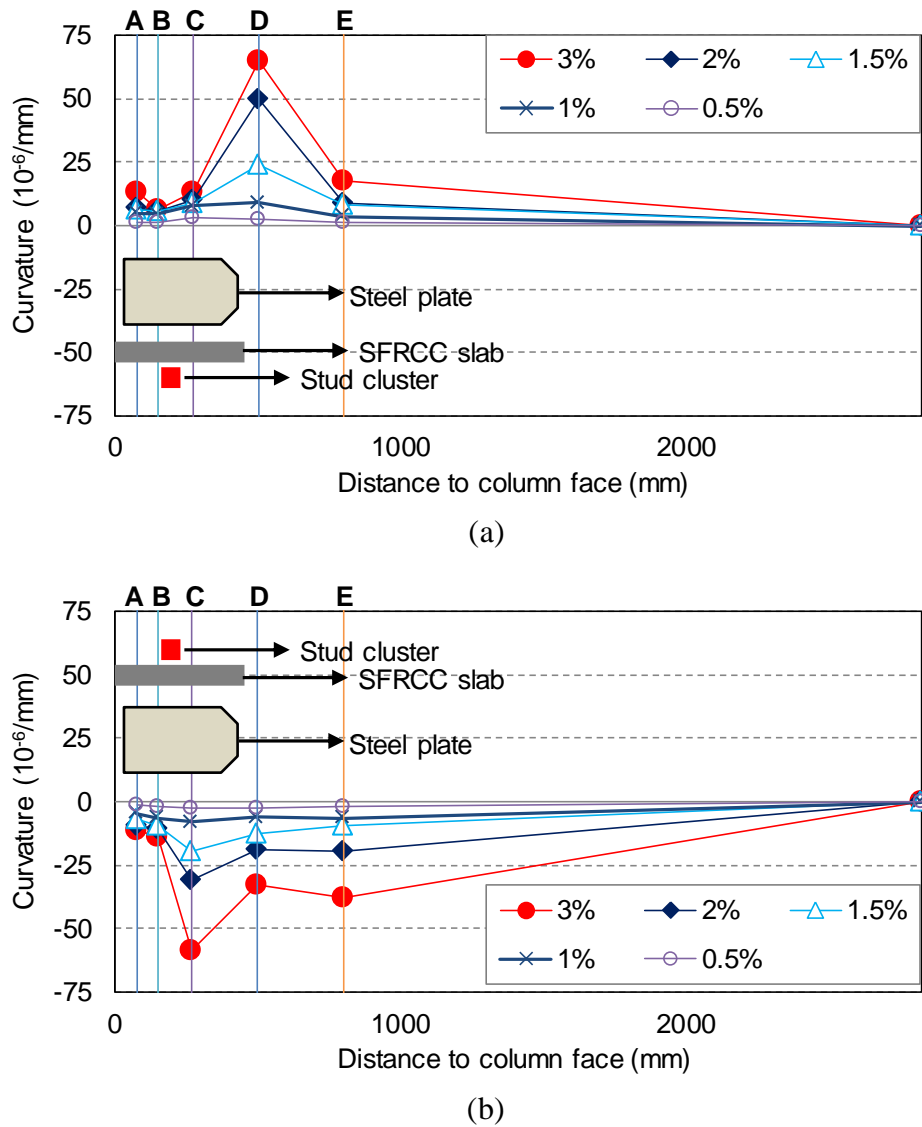 A B C D E
75
3% 2% 1.5%
50
1% 0.5%
25
0
-25
Steel plate
-50
SFRCC slab
Stud cluster
-75
0 1000 2000
Curvature (10⁻⁶/mm)
Distance to column face (mm)
(a)
A B C D E
75
Stud cluster
50
SFRCC slab
25
Steel plate
0
-25
3% 2% 1.5%
-50
1% 0.5%
-75
0 1000 2000
Curvature (10⁻⁶/mm)
Distance to column face (mm)
(b)